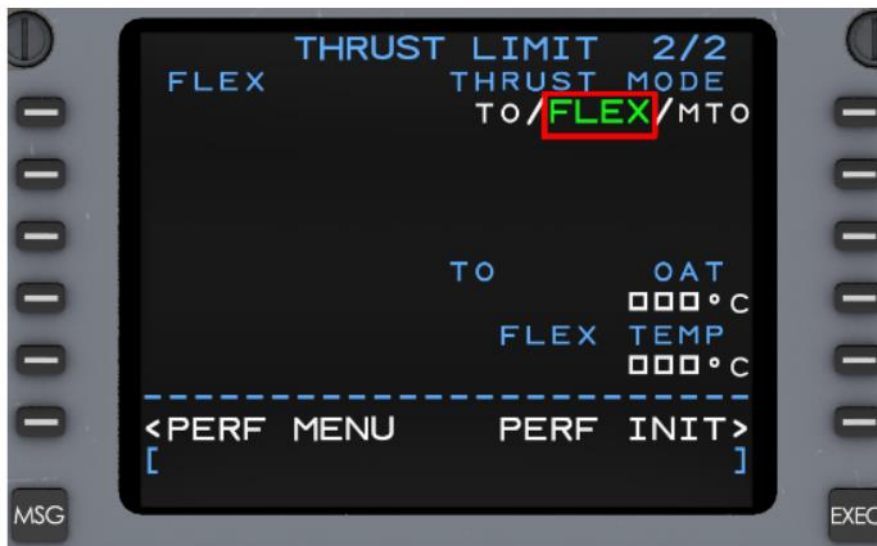 THRUST LIMIT 2/2
FLEX THRUST MODE
TO/FLEX/MTO
TO OAT
□□□°C
FLEX TEMP
□□□°C
<PERF MENU PERF INIT>
[ ]
MSG EXEC